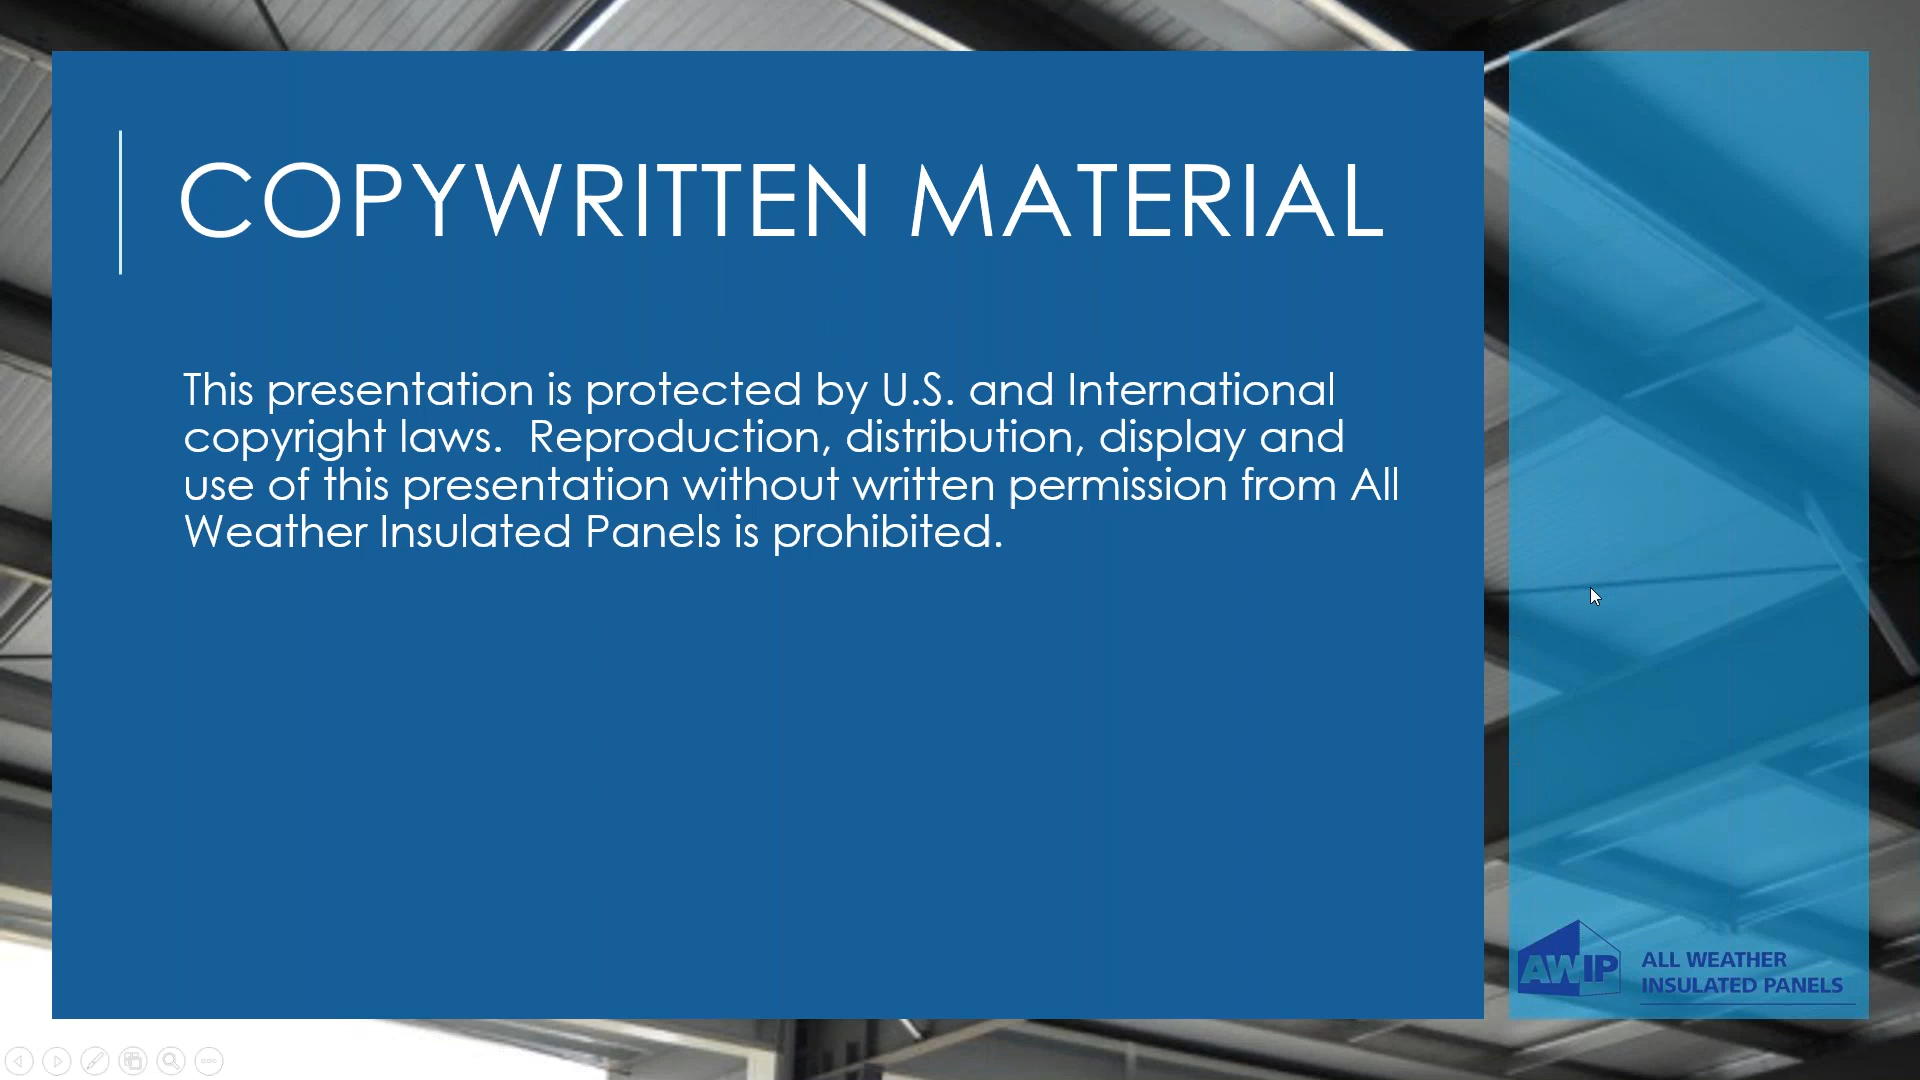 COPYWRITTEN MATERIAL
This presentation is protected by U.S. and International
copyright laws.  Reproduction, distribution, display and
use of this presentation without written permission from All
Weather Insulated Panels is prohibited.
AWIP
ALL WEATHER
INSULATED PANELS